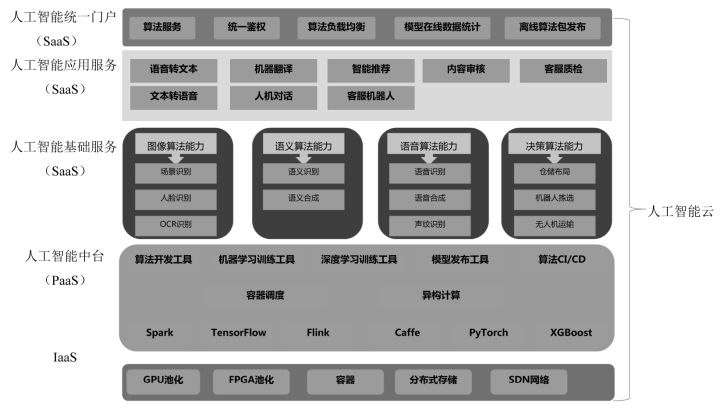 人工智能统一门户
（SaaS）
算法服务 统一鉴权 算法负载均衡 模型在线数据统计 离线算法包发布
人工智能应用服务
（SaaS）
语音转文本 机器翻译 智能推荐 内容审核 客服质检
文本转语音 人机对话 客服机器人
人工智能基础服务
（SaaS）
图像算法能力 语义算法能力 语音算法能力 决策算法能力
场景识别 语义识别 语音识别 仓储布局
人脸识别 语义合成 语音合成 机器人拣选
OCR识别 声纹识别 无人机运输
人工智能云
人工智能中台
（PaaS）
算法开发工具 机器学习训练工具 深度学习训练工具 模型发布工具 算法CI/CD
容器调度 异构计算
Spark TensorFlow Flink Caffe PyTorch XGBoost
IaaS
GPU池化 FPGA池化 容器 分布式存储 SDN网络